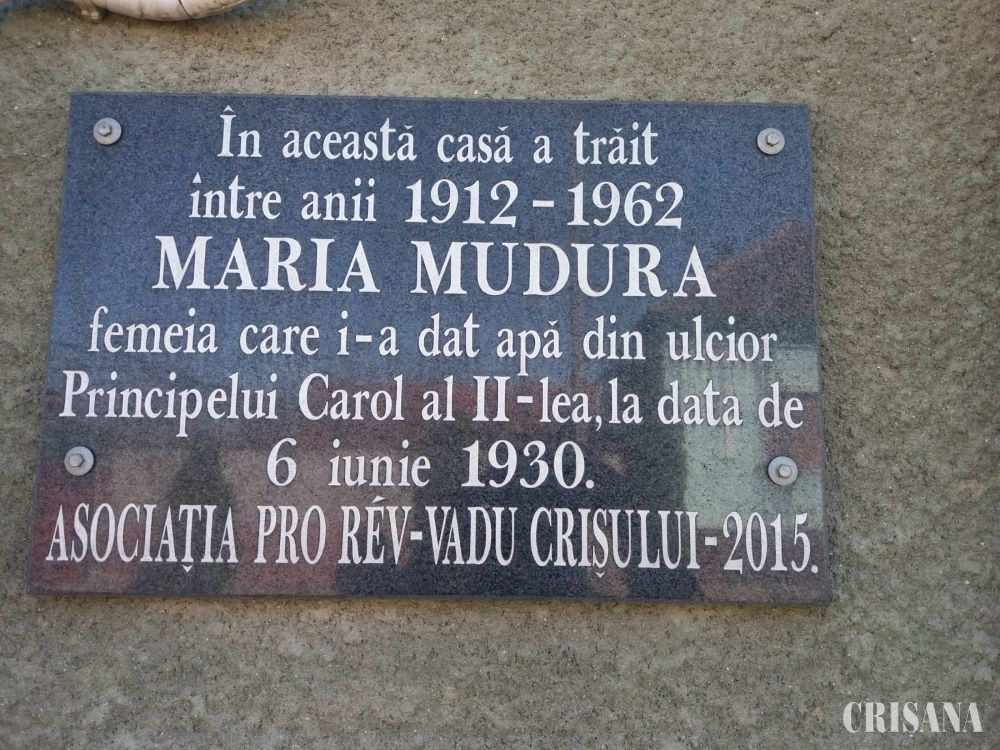 În această casă a trăit
între anii 1912 - 1962
MARIA MUDURA
femeia care i-a dat apă din ulcior
Principelui Carol al II-lea, la data de
6 iunie 1930.
ASOCIAȚIA PRO RÉV-VADU CRIȘULUI-2015.
CRIȘANA